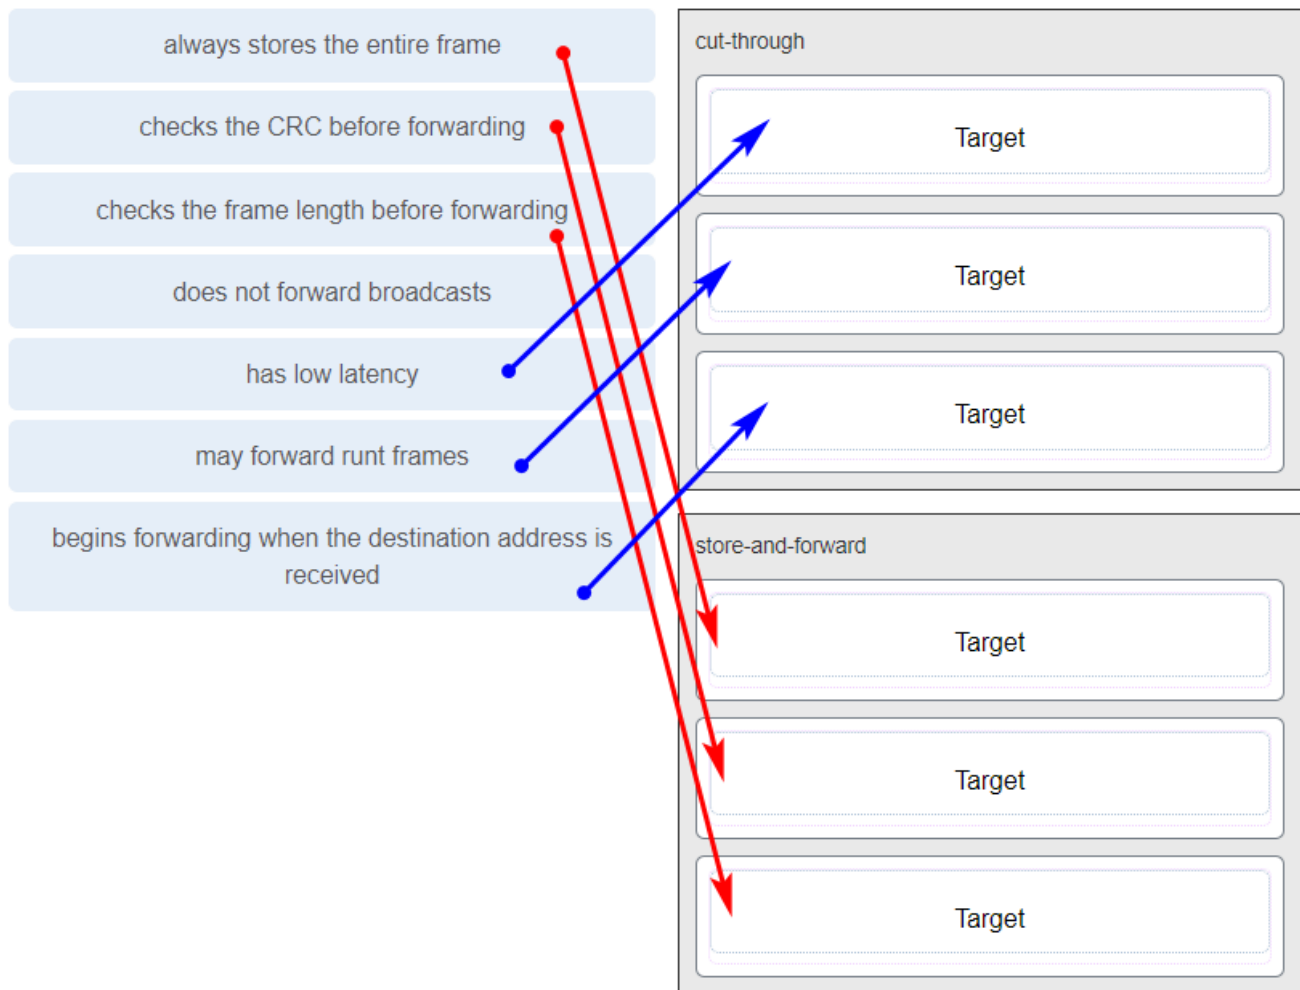 always stores the entire frame
checks the CRC before forwarding
checks the frame length before forwarding
does not forward broadcasts
has low latency
may forward runt frames
begins forwarding when the destination address is
received
cut-through
Target
Target
Target
store-and-forward
Target
Target
Target